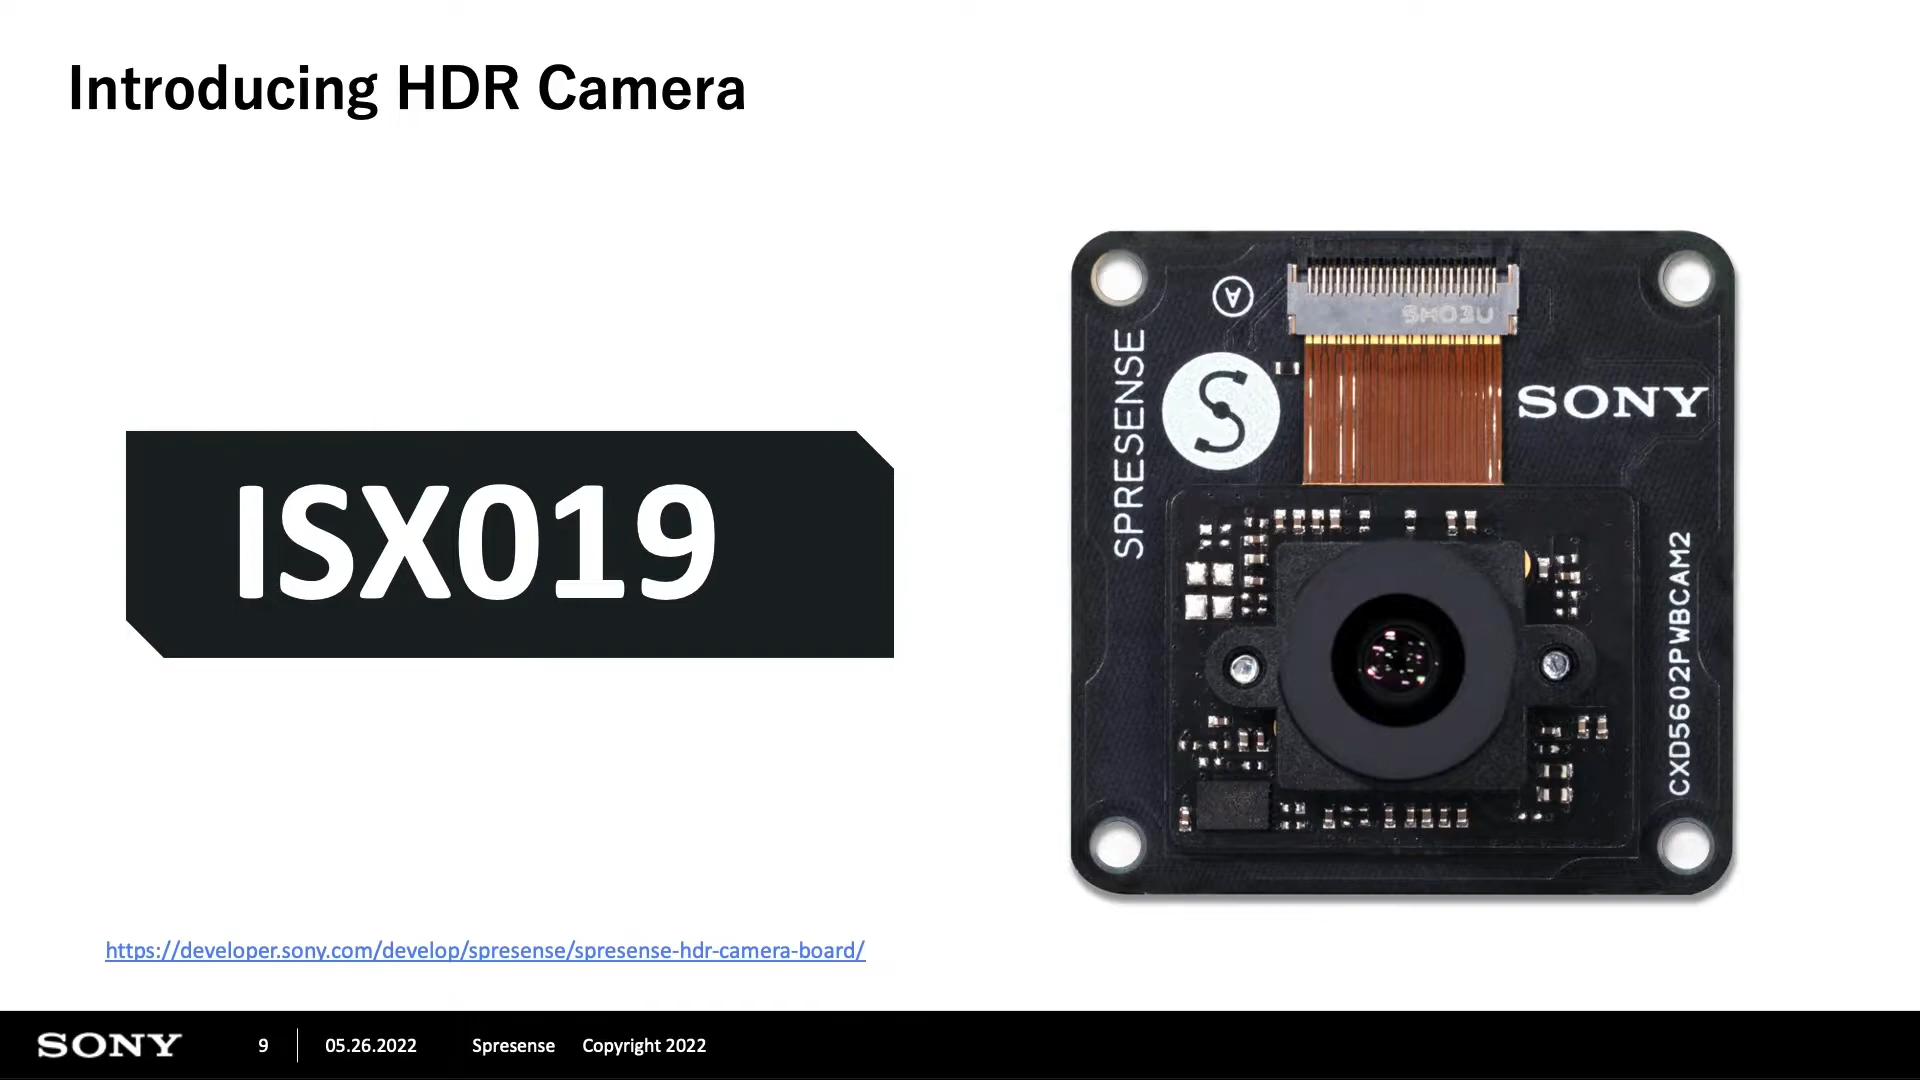 Introducing HDR Camera
ISX019
A
SH03U
SPRESENSE
S
SONY
CXD5602PWBCAM2
https://developer.sony.com/develop/spresense/spresense-hdr-camera-board/
SONY 9 05.26.2022 Spresense Copyright 2022